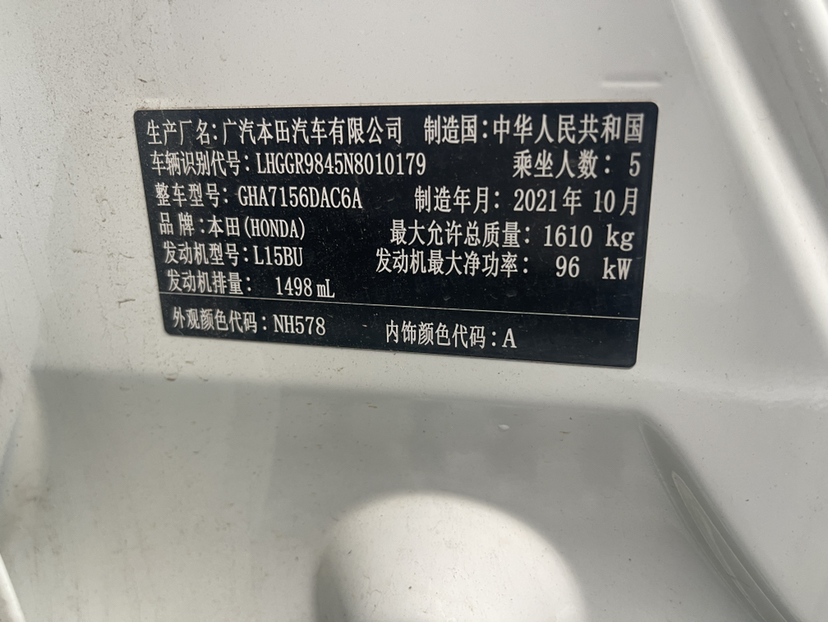 生产厂名:广汽本田汽车有限公司 制造国:中华人民共和国
车辆识别代号: LHGGR9845N8010179 乘坐人数: 5
整车型号: GHA7156DAC6A 制造年月: 2021年 10月
品 牌:本田(HONDA) 最大允许总质量: 1610 kg
发动机型号: L15BU 发动机最大净功率: 96 kW
发动机排量: 1498 mL
外观颜色代码: NH578 内饰颜色代码: A